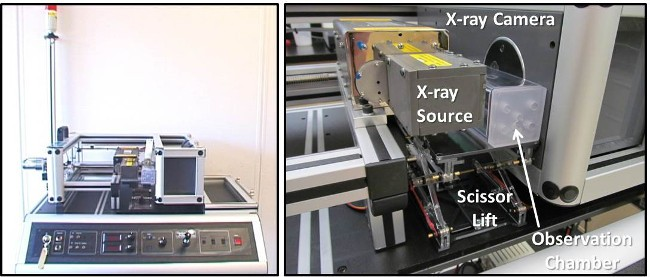 X-ray Camera
X-ray
Source
Scissor
Lift
Observation
Chamber